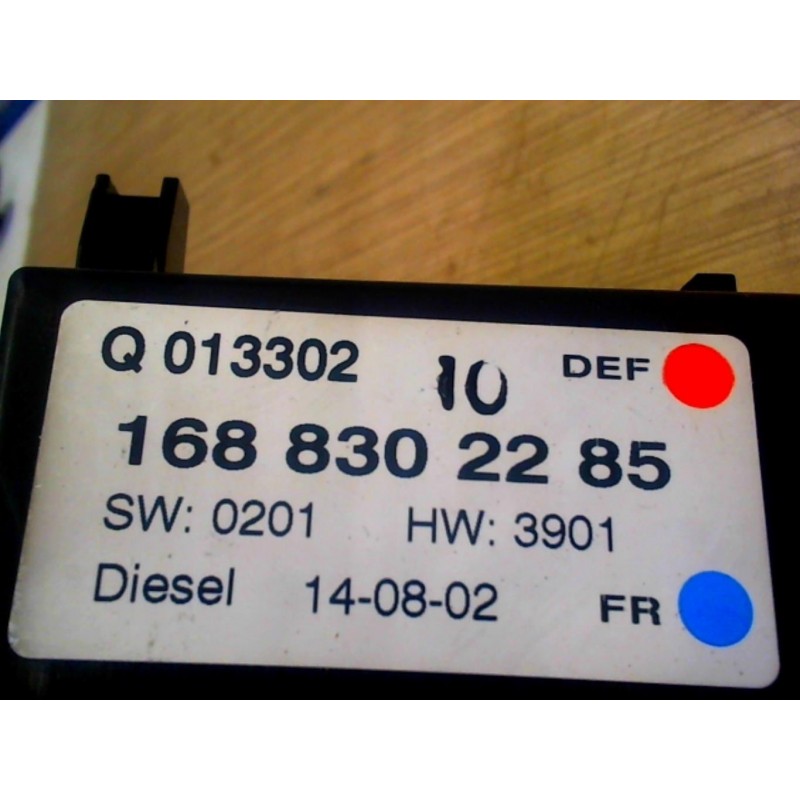 Q 013302 10 DEF
168 830 22 85
SW: 0201 HW: 3901
Diesel 14-08-02 FR